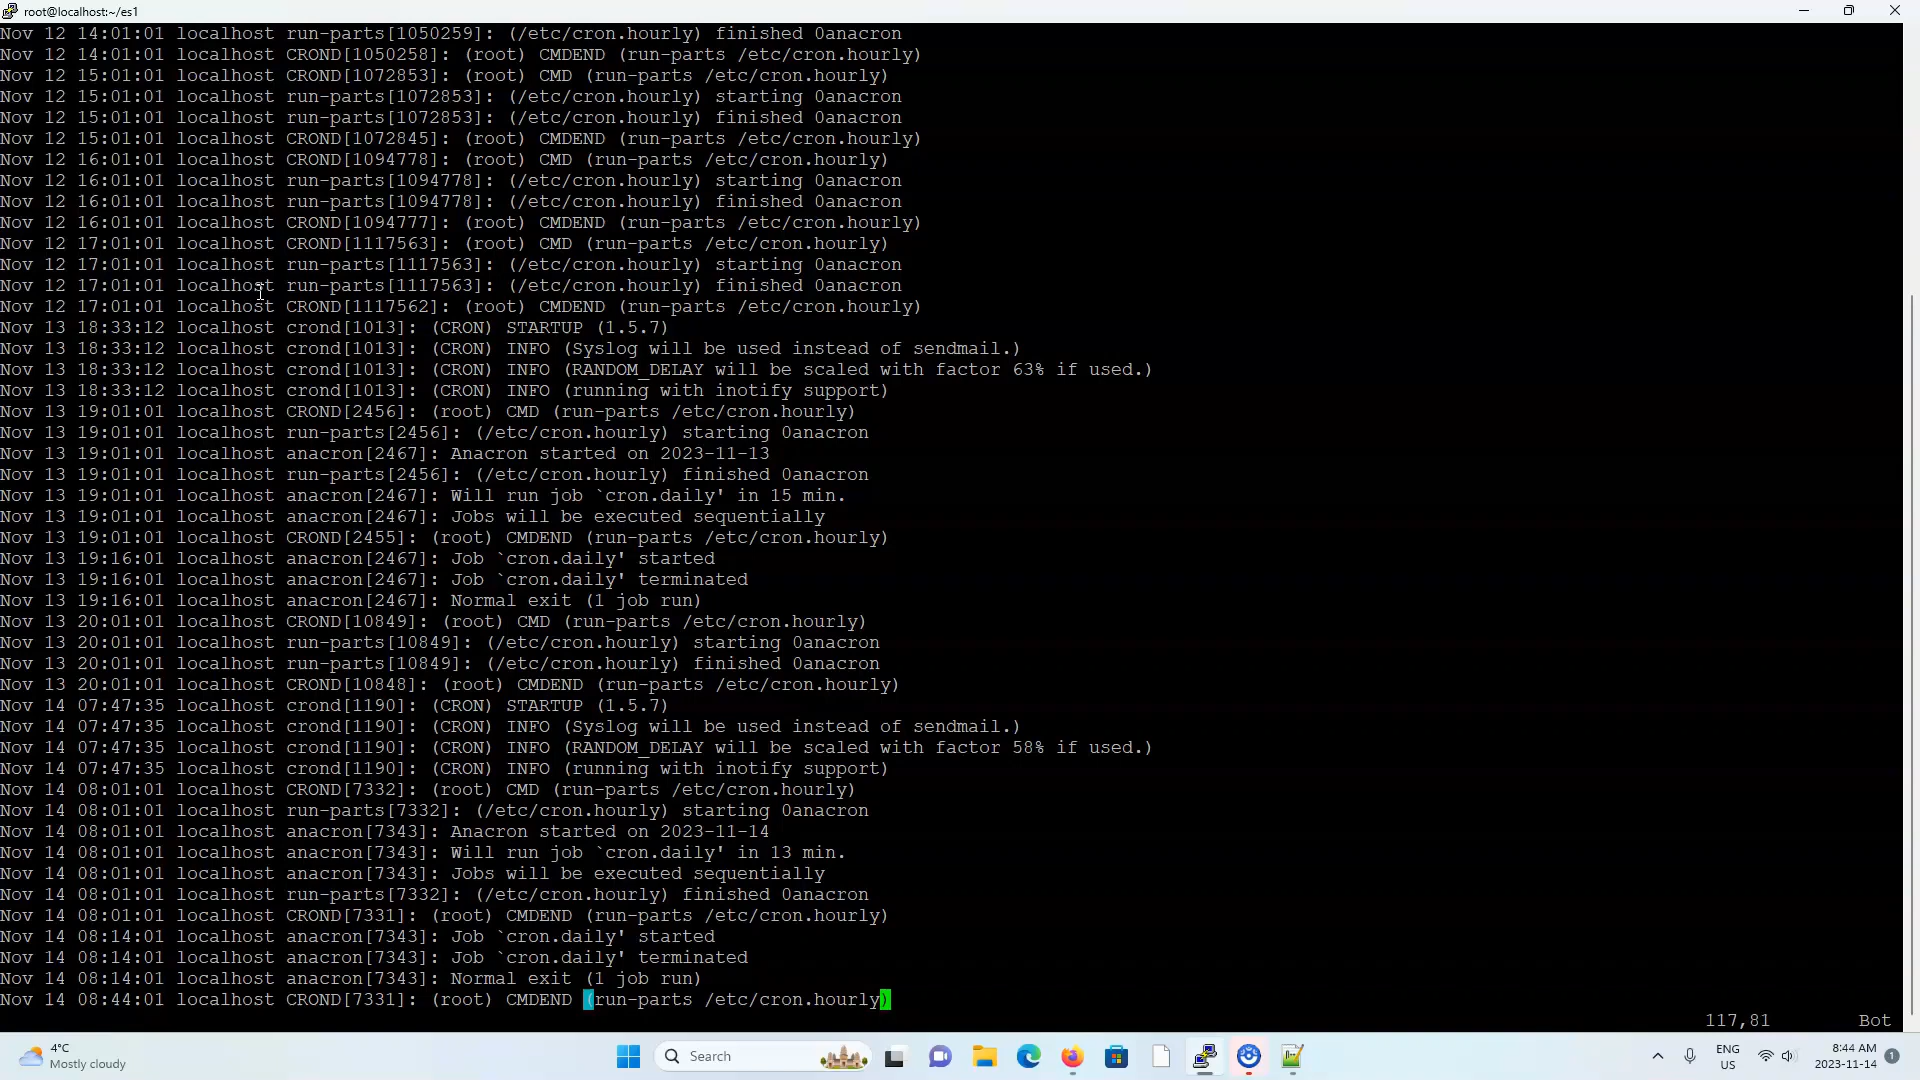 root@localhost:~/es1
Nov 12 14:01:01 localhost run-parts[1050259]: (/etc/cron.hourly) finished 0anacron
Nov 12 14:01:01 localhost CROND[1050258]: (root) CMDEND (run-parts /etc/cron.hourly)
Nov 12 15:01:01 localhost CROND[1072853]: (root) CMD (run-parts /etc/cron.hourly)
Nov 12 15:01:01 localhost run-parts[1072853]: (/etc/cron.hourly) starting 0anacron
Nov 12 15:01:01 localhost run-parts[1072853]: (/etc/cron.hourly) finished 0anacron
Nov 12 15:01:01 localhost CROND[1072845]: (root) CMDEND (run-parts /etc/cron.hourly)
Nov 12 16:01:01 localhost CROND[1094778]: (root) CMD (run-parts /etc/cron.hourly)
Nov 12 16:01:01 localhost run-parts[1094778]: (/etc/cron.hourly) starting 0anacron
Nov 12 16:01:01 localhost run-parts[1094778]: (/etc/cron.hourly) finished 0anacron
Nov 12 16:01:01 localhost CROND[1094777]: (root) CMDEND (run-parts /etc/cron.hourly)
Nov 12 17:01:01 localhost CROND[1117563]: (root) CMD (run-parts /etc/cron.hourly)
Nov 12 17:01:01 localhost run-parts[1117563]: (/etc/cron.hourly) starting 0anacron
Nov 12 17:01:01 localhost run-parts[1117563]: (/etc/cron.hourly) finished 0anacron
Nov 12 17:01:01 localhost CROND[1117562]: (root) CMDEND (run-parts /etc/cron.hourly)
Nov 13 18:33:12 localhost crond[1013]: (CRON) STARTUP (1.5.7)
Nov 13 18:33:12 localhost crond[1013]: (CRON) INFO (Syslog will be used instead of sendmail.)
Nov 13 18:33:12 localhost crond[1013]: (CRON) INFO (RANDOM_DELAY will be scaled with factor 63% if used.)
Nov 13 18:33:12 localhost crond[1013]: (CRON) INFO (running with inotify support)
Nov 13 19:01:01 localhost CROND[2456]: (root) CMD (run-parts /etc/cron.hourly)
Nov 13 19:01:01 localhost run-parts[2456]: (/etc/cron.hourly) starting 0anacron
Nov 13 19:01:01 localhost anacron[2467]: Anacron started on 2023-11-13
Nov 13 19:01:01 localhost run-parts[2456]: (/etc/cron.hourly) finished 0anacron
Nov 13 19:01:01 localhost anacron[2467]: Will run job `cron.daily' in 15 min.
Nov 13 19:01:01 localhost anacron[2467]: Jobs will be executed sequentially
Nov 13 19:01:01 localhost CROND[2455]: (root) CMDEND (run-parts /etc/cron.hourly)
Nov 13 19:16:01 localhost anacron[2467]: Job `cron.daily' started
Nov 13 19:16:01 localhost anacron[2467]: Job `cron.daily' terminated
Nov 13 19:16:01 localhost anacron[2467]: Normal exit (1 job run)
Nov 13 20:01:01 localhost CROND[10849]: (root) CMD (run-parts /etc/cron.hourly)
Nov 13 20:01:01 localhost run-parts[10849]: (/etc/cron.hourly) starting 0anacron
Nov 13 20:01:01 localhost run-parts[10849]: (/etc/cron.hourly) finished 0anacron
Nov 13 20:01:01 localhost CROND[10848]: (root) CMDEND (run-parts /etc/cron.hourly)
Nov 14 07:47:35 localhost crond[1190]: (CRON) STARTUP (1.5.7)
Nov 14 07:47:35 localhost crond[1190]: (CRON) INFO (Syslog will be used instead of sendmail.)
Nov 14 07:47:35 localhost crond[1190]: (CRON) INFO (RANDOM_DELAY will be scaled with factor 58% if used.)
Nov 14 07:47:35 localhost crond[1190]: (CRON) INFO (running with inotify support)
Nov 14 08:01:01 localhost CROND[7332]: (root) CMD (run-parts /etc/cron.hourly)
Nov 14 08:01:01 localhost run-parts[7332]: (/etc/cron.hourly) starting 0anacron
Nov 14 08:01:01 localhost anacron[7343]: Anacron started on 2023-11-14
Nov 14 08:01:01 localhost anacron[7343]: Will run job `cron.daily' in 13 min.
Nov 14 08:01:01 localhost anacron[7343]: Jobs will be executed sequentially
Nov 14 08:01:01 localhost run-parts[7332]: (/etc/cron.hourly) finished 0anacron
Nov 14 08:01:01 localhost CROND[7331]: (root) CMDEND (run-parts /etc/cron.hourly)
Nov 14 08:14:01 localhost anacron[7343]: Job `cron.daily' started
Nov 14 08:14:01 localhost anacron[7343]: Job `cron.daily' terminated
Nov 14 08:14:01 localhost anacron[7343]: Normal exit (1 job run)
Nov 14 08:44:01 localhost CROND[7331]: (root) CMDEND (run-parts /etc/cron.hourly)
117,81 Bot
4°C
Mostly cloudy
Search
ENG
US
8:44 AM
2023-11-14
1